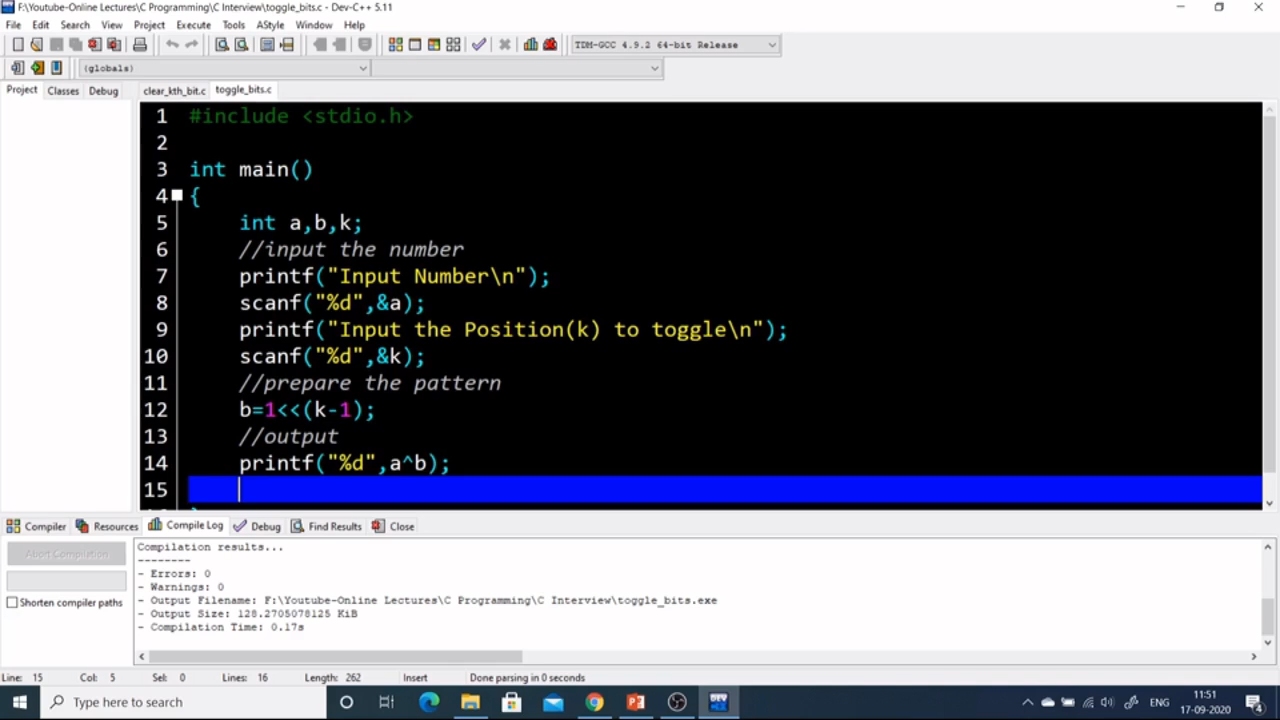 F:\Youtube-Online Lectures\C Programming\C Interview\toggle_bits.c - Dev-C++ 5.11
File Edit Search View Project Execute Tools AStyle Window Help
TDM-GCC 4.9.2 64-bit Release
(globals)
Project Classes Debug clear_kth_bit.c toggle_bits.c
1 #include <stdio.h>
2
3 int main()
4 {
5 int a,b,k;
6 //input the number
7 printf("Input Number\n");
8 scanf("%d",&a);
9 printf("Input the Position(k) to toggle\n");
10 scanf("%d",&k);
11 //prepare the pattern
12 b=1<<(k-1);
13 //output
14 printf("%d",a^b);
15
Compiler Resources Compile Log Debug Find Results Close
Abort Compilation
Shorten compiler paths
Compilation results...
--------
- Errors: 0
- Warnings: 0
- Output Filename: F:\Youtube-Online Lectures\C Programming\C Interview\toggle_bits.exe
- Output Size: 128.2705078125 KiB
- Compilation Time: 0.17s
Line: 15 Col: 5 Sel: 0 Lines: 16 Length: 262 Insert Done parsing in 0 seconds
Type here to search
ENG
11:51
17-09-2020
4